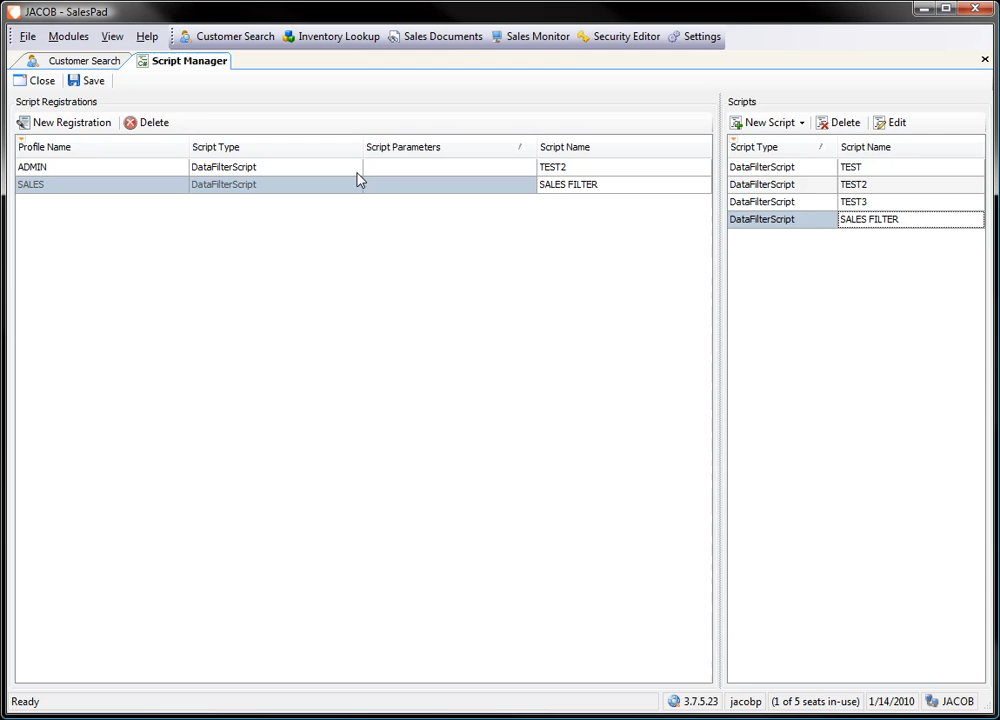 JACOB - SalesPad
File Modules View Help Customer Search Inventory Lookup Sales Documents Sales Monitor Security Editor Settings
Customer Search Script Manager
Close Save
Script Registrations
New Registration Delete
Profile Name Script Type Script Parameters Script Name
ADMIN DataFilterScript TEST2
SALES DataFilterScript SALES FILTER
Scripts
New Script Delete Edit
Script Type Script Name
DataFilterScript TEST
DataFilterScript TEST2
DataFilterScript TEST3
DataFilterScript SALES FILTER
Ready 3.7.5.23 jacobp (1 of 5 seats in-use) 1/14/2010 JACOB